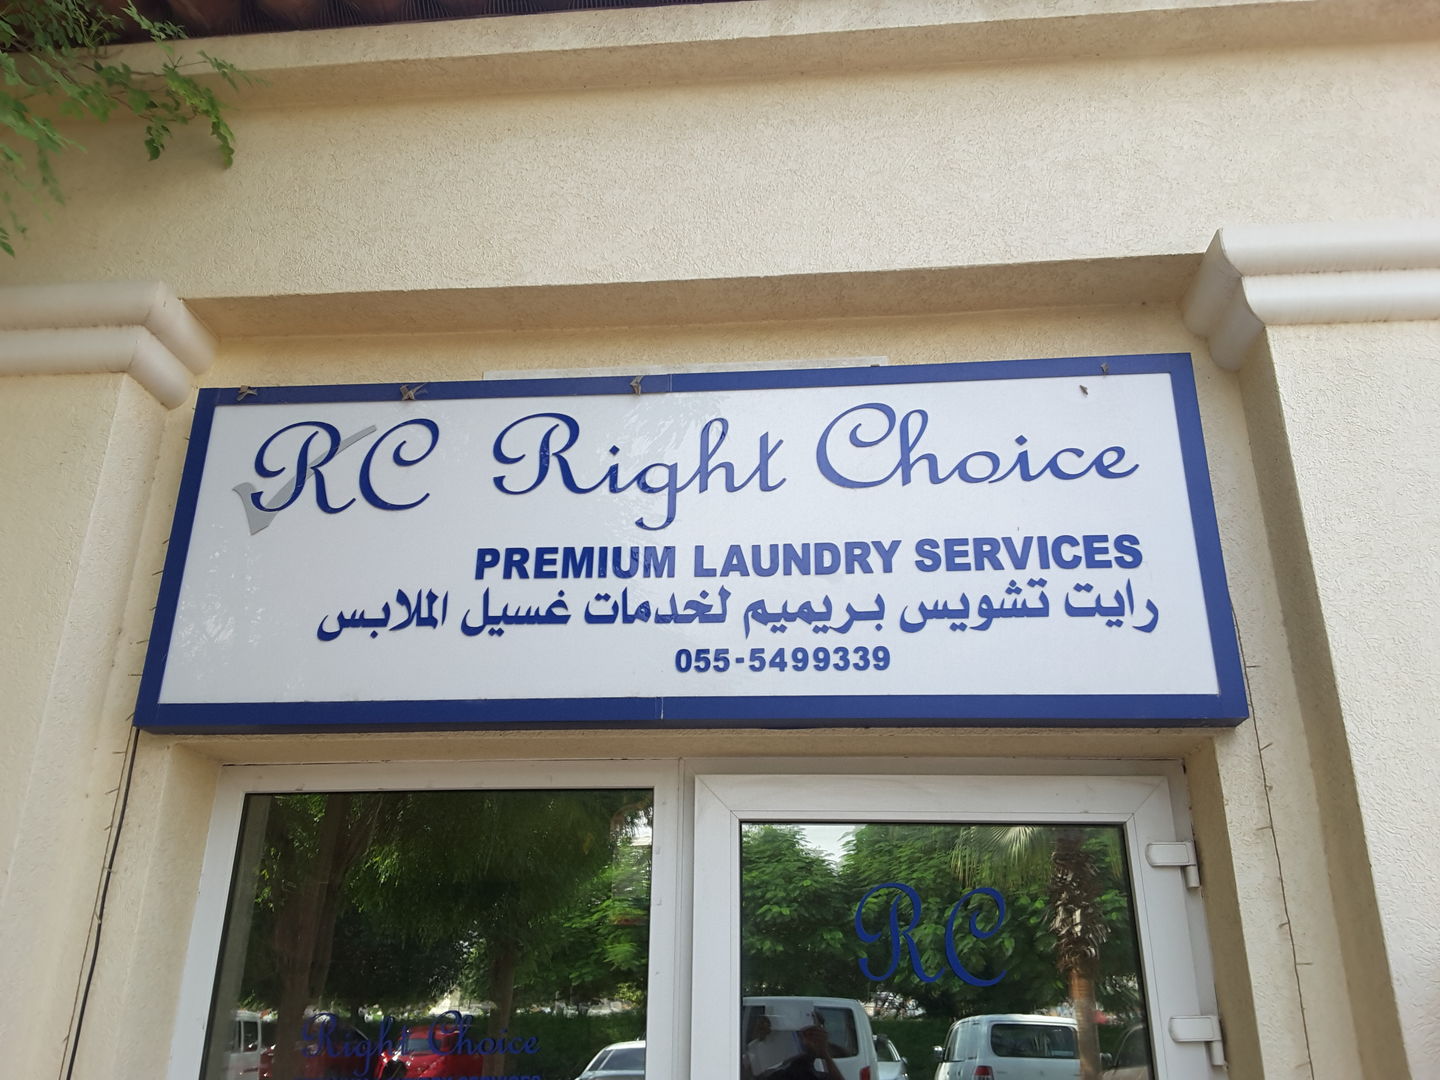 RC Right Choice
PREMIUM LAUNDRY SERVICES
رايت تشويس بريميم لخدمات غسيل الملابس
055-5499339
RC
Right Choice